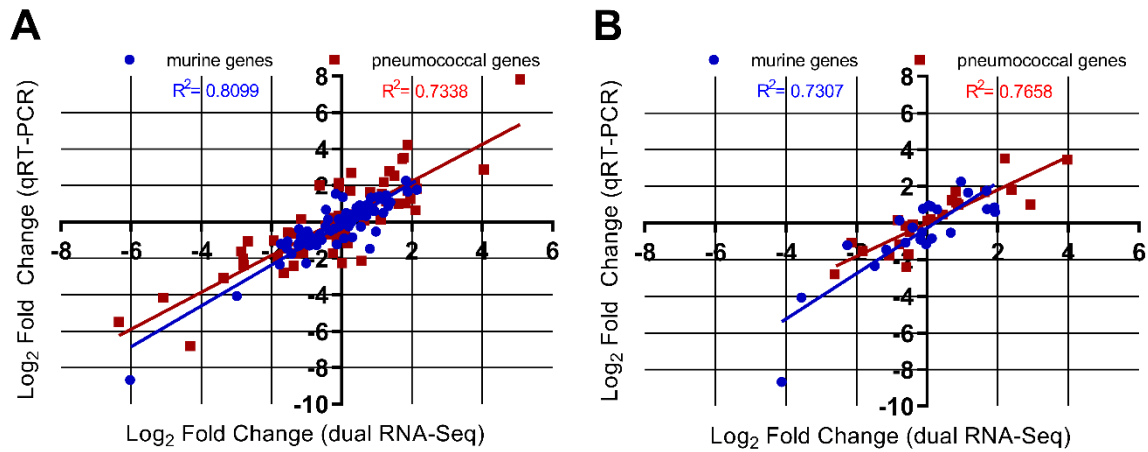 A
murine genes
pneumococcal genes
R2= 0.8099
R2= 0.7338
8
6
4
2
-8
-6
-4
-2
0
2
4
6
-2
-4
-6
-8
-10
Log2 Fold Change (qRT-PCR)
Log2 Fold Change (dual RNA-Seq)
B
murine genes
pneumococcal genes
R2= 0.7307
R2= 0.7658
8
6
4
2
-8
-6
-4
-2
0
2
4
6
-2
-4
-6
-8
-10
Log2 Fold Change (qRT-PCR)
Log2 Fold Change (dual RNA-Seq)